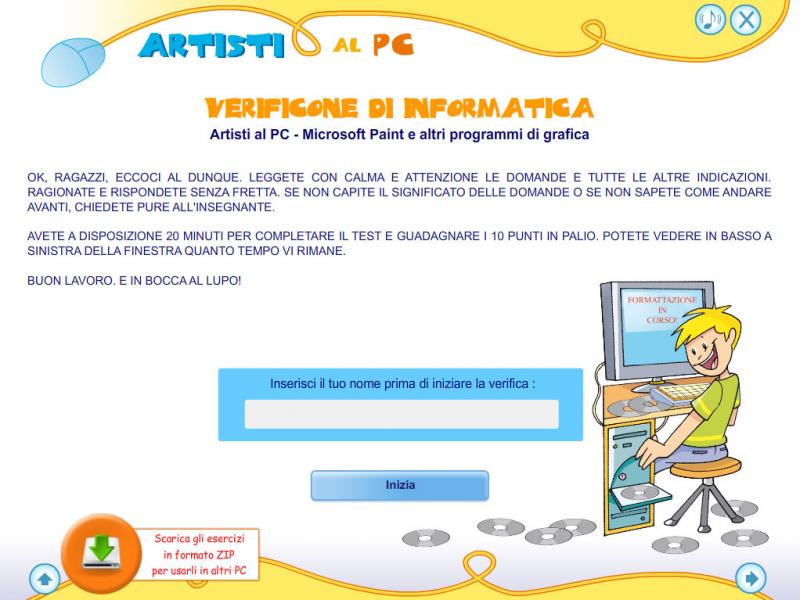 ARTISTI AL PC
VERIFICONE DI INFORMATICA
Artisti al PC - Microsoft Paint e altri programmi di grafica
OK, RAGAZZI, ECCOCI AL DUNQUE. LEGGETE CON CALMA E ATTENZIONE LE DOMANDE E TUTTE LE ALTRE INDICAZIONI.
RAGIONATE E RISPONDETE SENZA FRETTA. SE NON CAPITE IL SIGNIFICATO DELLE DOMANDE O SE NON SAPETE COME ANDARE
AVANTI, CHIEDETE PURE ALL'INSEGNANTE.
AVETE A DISPOSIZIONE 20 MINUTI PER COMPLETARE IL TEST E GUADAGNARE I 10 PUNTI IN PALIO. POTETE VEDERE IN BASSO A
SINISTRA DELLA FINESTRA QUANTO TEMPO VI RIMANE.
BUON LAVORO. E IN BOCCA AL LUPO!
FORMATTAZIONE
IN
CORSO!
Inserisci il tuo nome prima di iniziare la verifica :
Inizia
Scarica gli esercizi
in formato ZIP
per usarli in altri PC